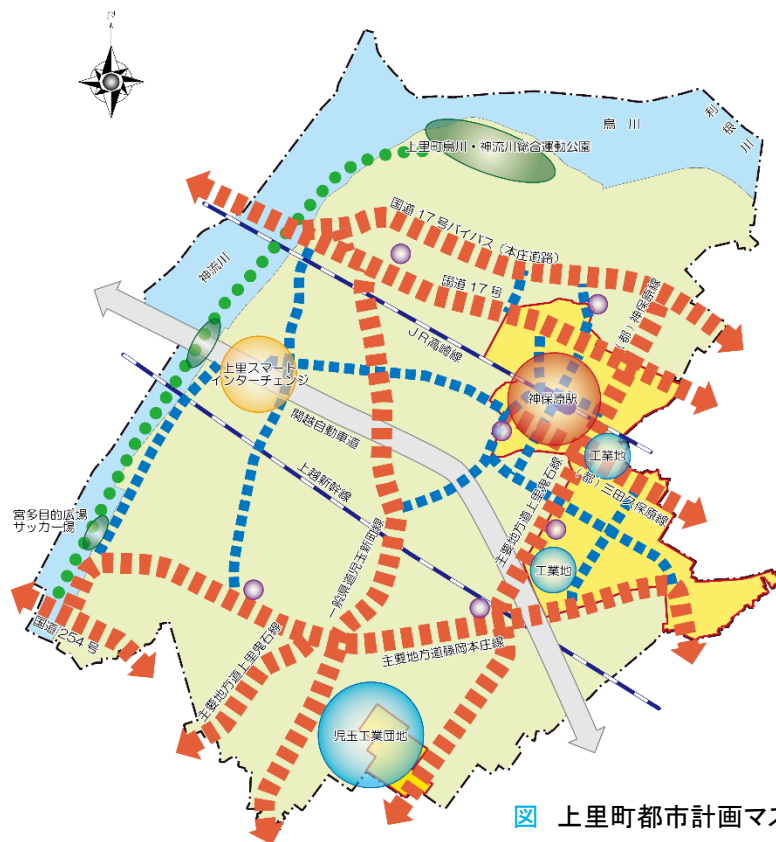 烏川
利根川
上里町烏川・神流川総合運動公園
国道17号バイパス（本庄道路）
神流川
国道17号
（都）神保原線
JR高崎線
上里スマート
インターチェンジ
神保原駅
関越自動車道
工業地
（都）三田久保原線
上越新幹線
主要地方道上里鬼石線
宮多目的広場
サッカー場
一般県道児玉新町線
工業地
国道254号
主要地方道上里鬼石線
主要地方道藤岡本庄線
児玉工業団地
図 上里町都市計画マス